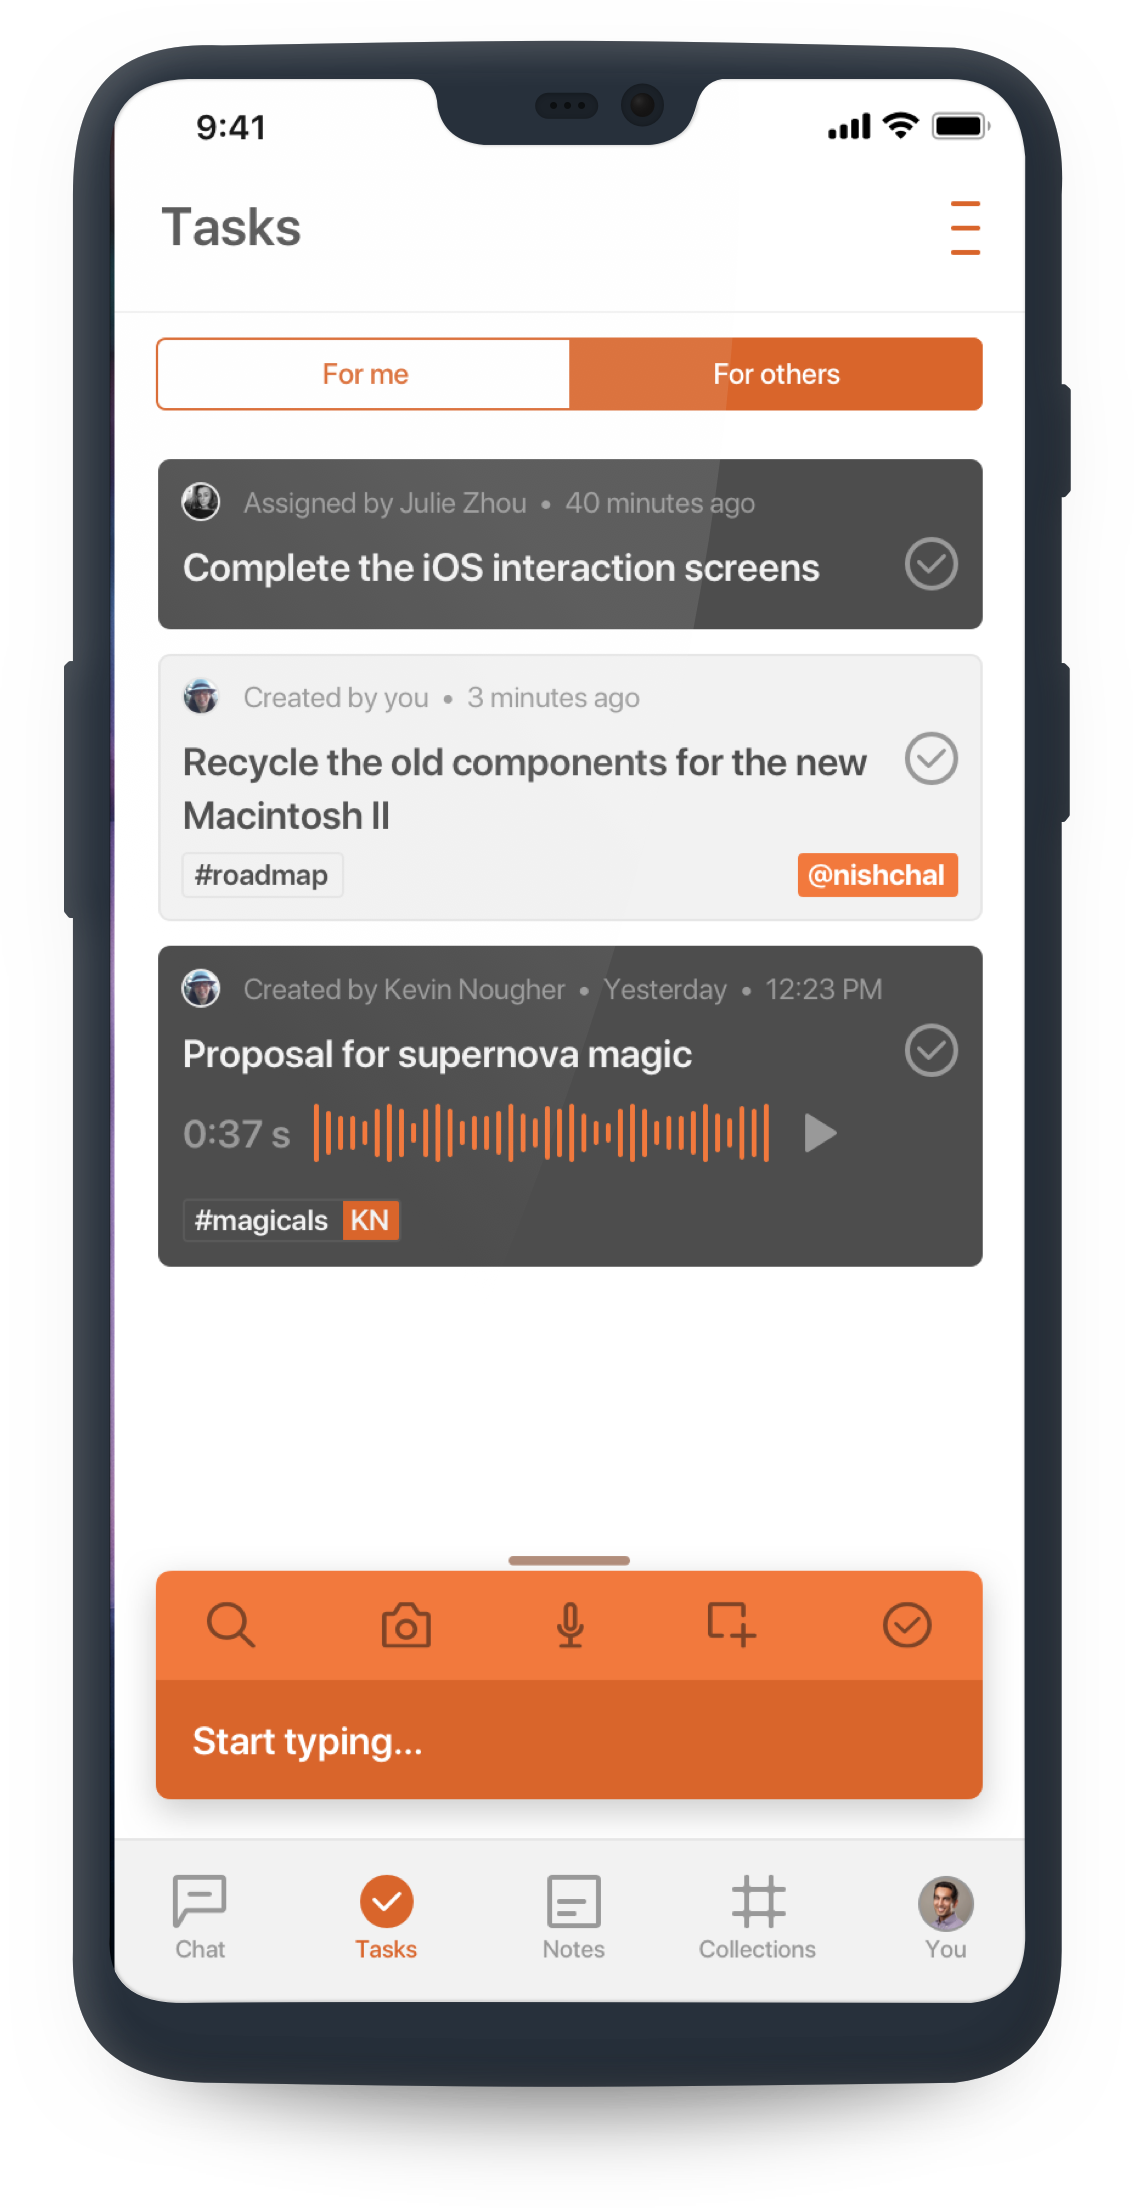 9:41
Tasks
For me
For others
Assigned by Julie Zhou • 40 minutes ago
Complete the iOS interaction screens
Created by you • 3 minutes ago
Recycle the old components for the new
Macintosh II
#roadmap
@nishchal
Created by Kevin Nougher • Yesterday • 12:23 PM
Proposal for supernova magic
0:37 s
#magicals KN
Start typing...
Chat
Tasks
Notes
Collections
You